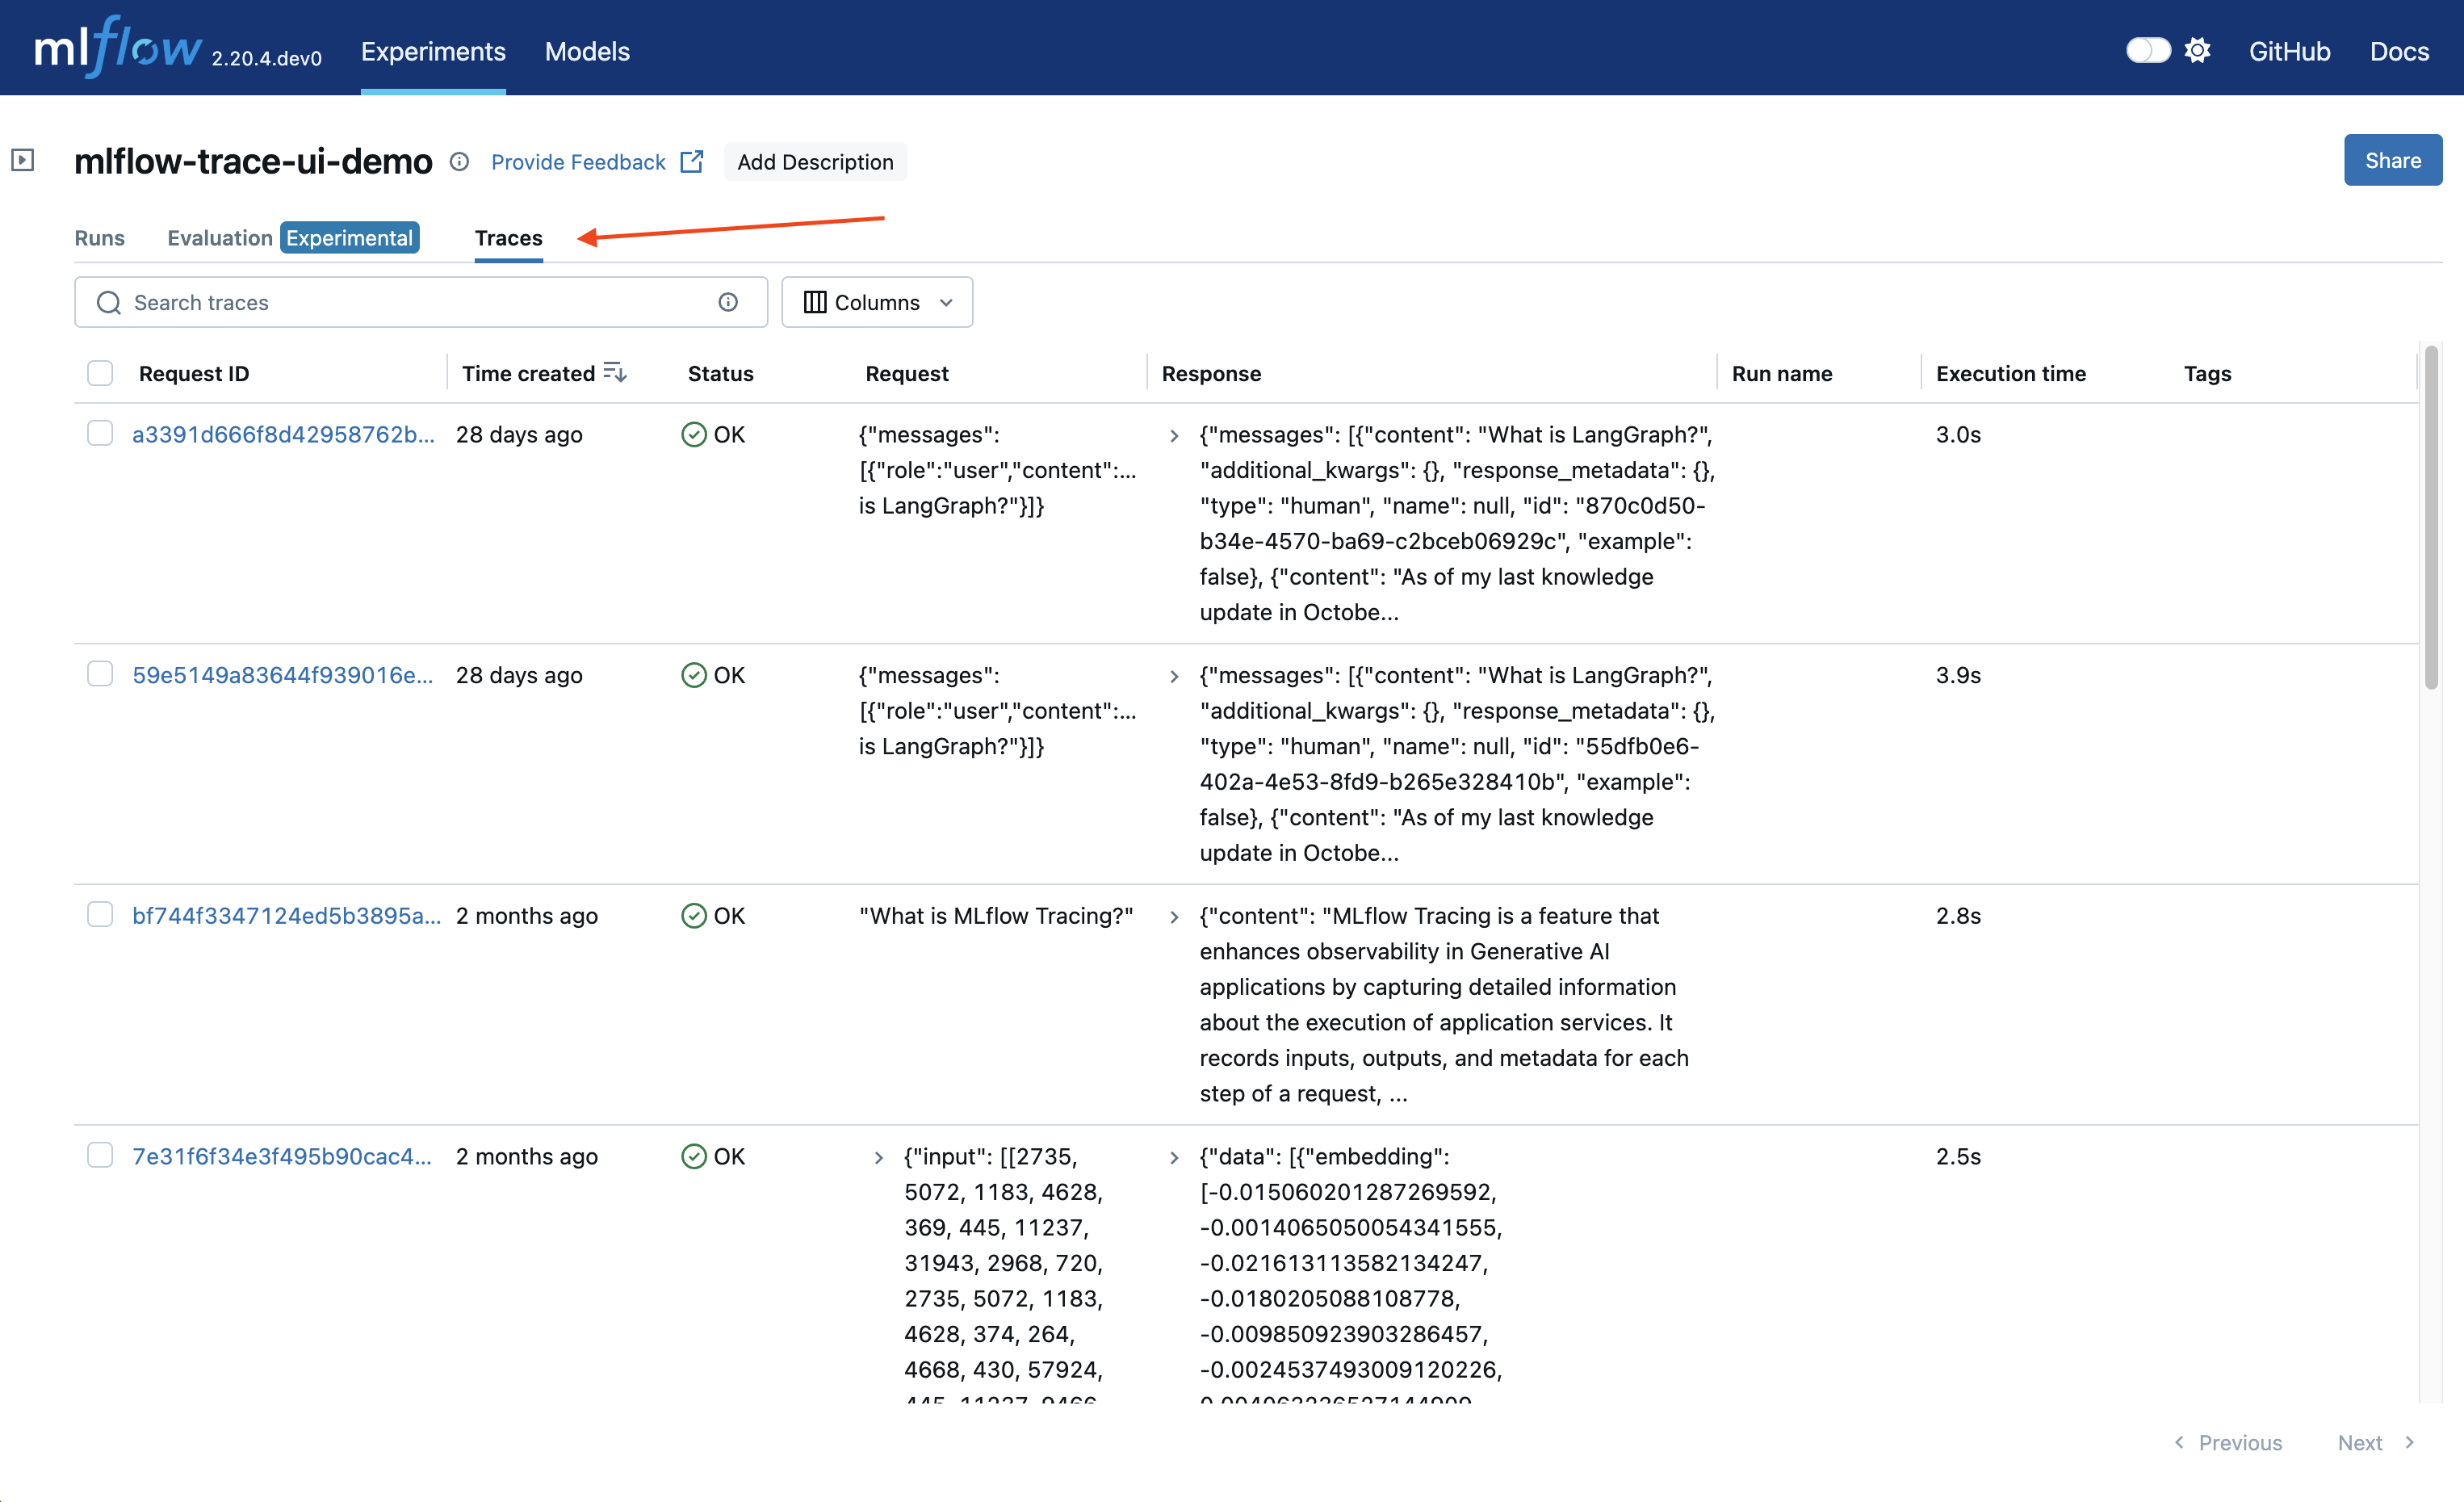 mlflow 2.20.4.dev0 Experiments Models GitHub Docs
mlflow-trace-ui-demo Provide Feedback Add Description Share
Runs Evaluation Experimental Traces
Search traces Columns
Request ID Time created Status Request Response Run name Execution time Tags
a3391d666f8d42958762b... 28 days ago OK {"messages": {"messages": [{"content": "What is LangGraph?", 3.0s
[{"role":"user","content":... "additional_kwargs": {}, "response_metadata": {},
is LangGraph?"}]} "type": "human", "name": null, "id": "870c0d50-
b34e-4570-ba69-c2bceb06929c", "example":
false}, {"content": "As of my last knowledge
update in Octobe...
59e5149a83644f939016e... 28 days ago OK {"messages": {"messages": [{"content": "What is LangGraph?", 3.9s
[{"role":"user","content":... "additional_kwargs": {}, "response_metadata": {},
is LangGraph?"}]} "type": "human", "name": null, "id": "55dfb0e6-
402a-4e53-8fd9-b265e328410b", "example":
false}, {"content": "As of my last knowledge
update in Octobe...
bf744f3347124ed5b3895a... 2 months ago OK "What is MLflow Tracing?" {"content": "MLflow Tracing is a feature that 2.8s
enhances observability in Generative AI
applications by capturing detailed information
about the execution of application services. It
records inputs, outputs, and metadata for each
step of a request, ...
7e31f6f34e3f495b90cac4... 2 months ago OK {"input": [[2735, {"data": [{"embedding": 2.5s
5072, 1183, 4628, [-0.015060201287269592,
369, 445, 11237, -0.0014065050054341555,
31943, 2968, 720, -0.021613113582134247,
2735, 5072, 1183, -0.0180205088108778,
4628, 374, 264, -0.009850923903286457,
4668, 430, 57924, -0.0024537493009120226,
Previous Next